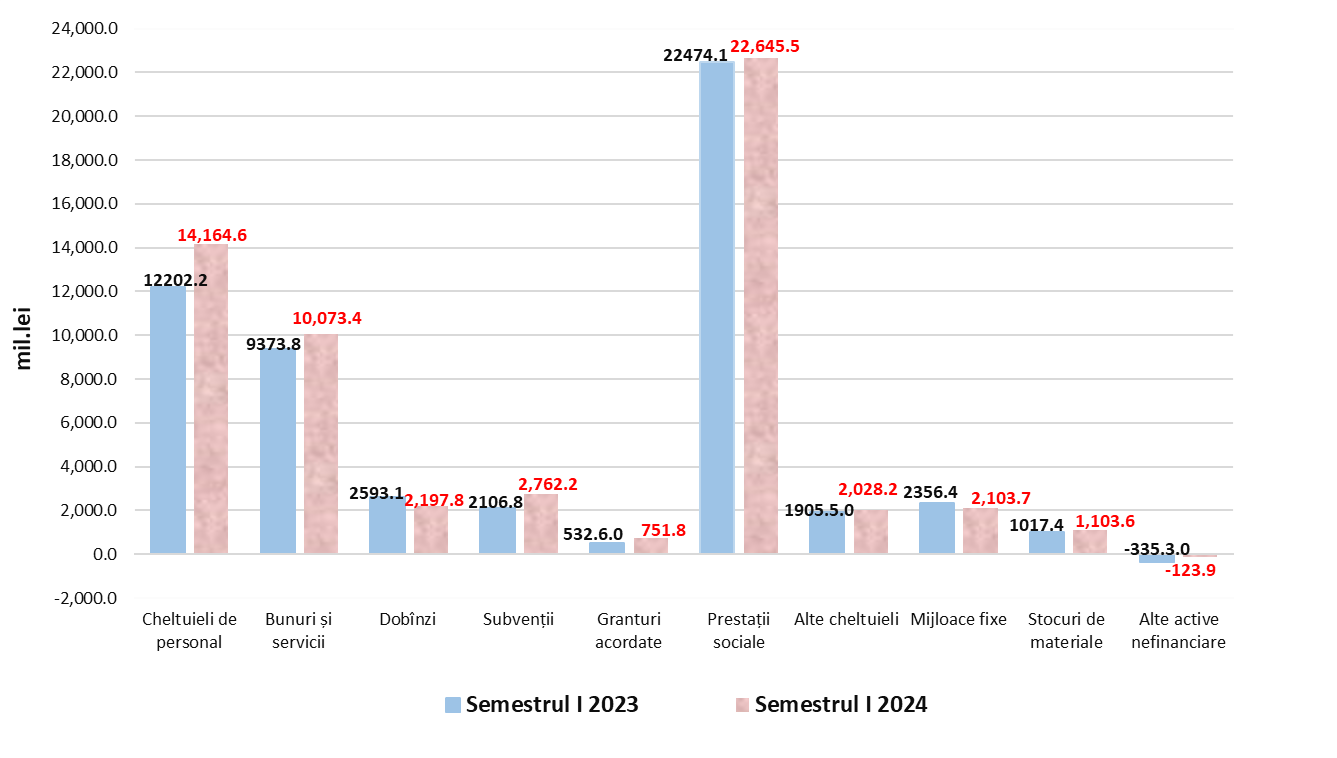 24,000.0
22,000.0
20,000.0
18,000.0
16,000.0
14,000.0
12,000.0
10,000.0
8,000.0
6,000.0
4,000.0
2,000.0
0.0
-2,000.0
mil.lei
12202.2
14,164.6
9373.8
10,073.4
2593.1
2,197.8
2106.8
2,762.2
532.6.0
751.8
22474.1
22,645.5
1905.5.0
2,028.2
2356.4
2,103.7
1017.4
1,103.6
-335.3.0
-123.9
Cheltuieli de
personal
Bunuri și
servicii
Dobînzi
Subvenții
Granturi
acordate
Prestații
sociale
Alte cheltuieli
Mijloace fixe
Stocuri de
materiale
Alte active
nefinanciare
Semestrul I 2023
Semestrul I 2024